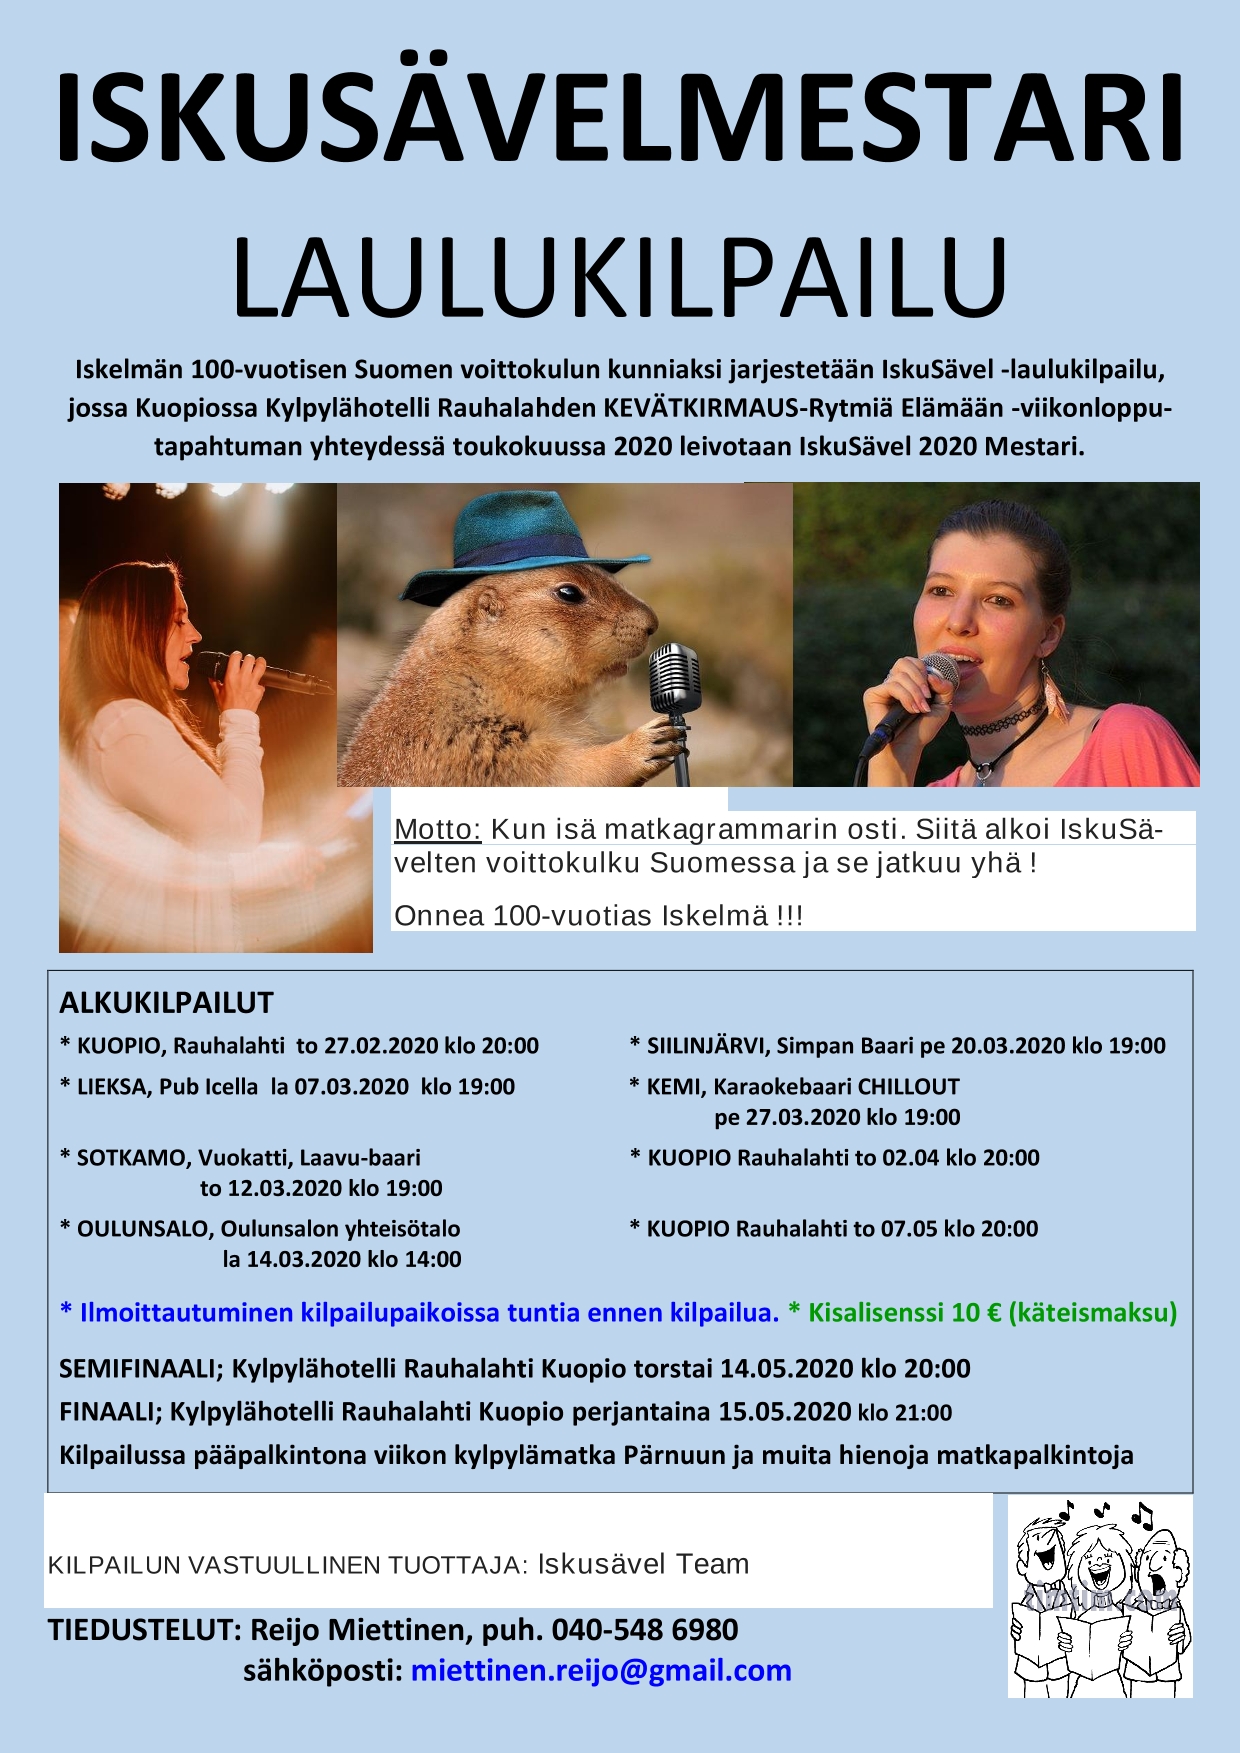 ISKUSÄVELMESTARI
LAULUKILPAILU
Iskelmän 100-vuotisen Suomen voittokulun kunniaksi jarjestetään IskuSävel -laulukilpailu,
jossa Kuopiossa Kylpylähotelli Rauhalahden KEVÄTKIRMAUS-Rytmiä Elämään -viikonloppu-
tapahtuman yhteydessä toukokuussa 2020 leivotaan IskuSävel 2020 Mestari.
Motto: Kun isä matkagrammarin osti. Siitä alkoi IskuSä-
velten voittokulku Suomessa ja se jatkuu yhä !
Onnea 100-vuotias Iskelmä !!!
ALKUKILPAILUT
* KUOPIO, Rauhalahti to 27.02.2020 klo 20:00
* SIILINJÄRVI, Simpan Baari pe 20.03.2020 klo 19:00
* LIEKSA, Pub Icella la 07.03.2020 klo 19:00
* KEMI, Karaokebaari CHILLOUT
pe 27.03.2020 klo 19:00
* SOTKAMO, Vuokatti, Laavu-baari
to 12.03.2020 klo 19:00
* KUOPIO Rauhalahti to 02.04 klo 20:00
* OULUNSALO, Oulunsalon yhteisötalo
la 14.03.2020 klo 14:00
* KUOPIO Rauhalahti to 07.05 klo 20:00
* Ilmoittautuminen kilpailupaikoissa tuntia ennen kilpailua. * Kisalisenssi 10 € (käteismaksu)
SEMIFINAALI; Kylpylähotelli Rauhalahti Kuopio torstai 14.05.2020 klo 20:00
FINAALI; Kylpylähotelli Rauhalahti Kuopio perjantaina 15.05.2020 klo 21:00
Kilpailussa pääpalkintona viikon kylpylämatka Pärnuun ja muita hienoja matkapalkintoja
KILPAILUN VASTUULLINEN TUOTTAJA: Iskusävel Team
timtim.com
TIEDUSTELUT: Reijo Miettinen, puh. 040-548 6980
sähköposti: miettinen.reijo@gmail.com